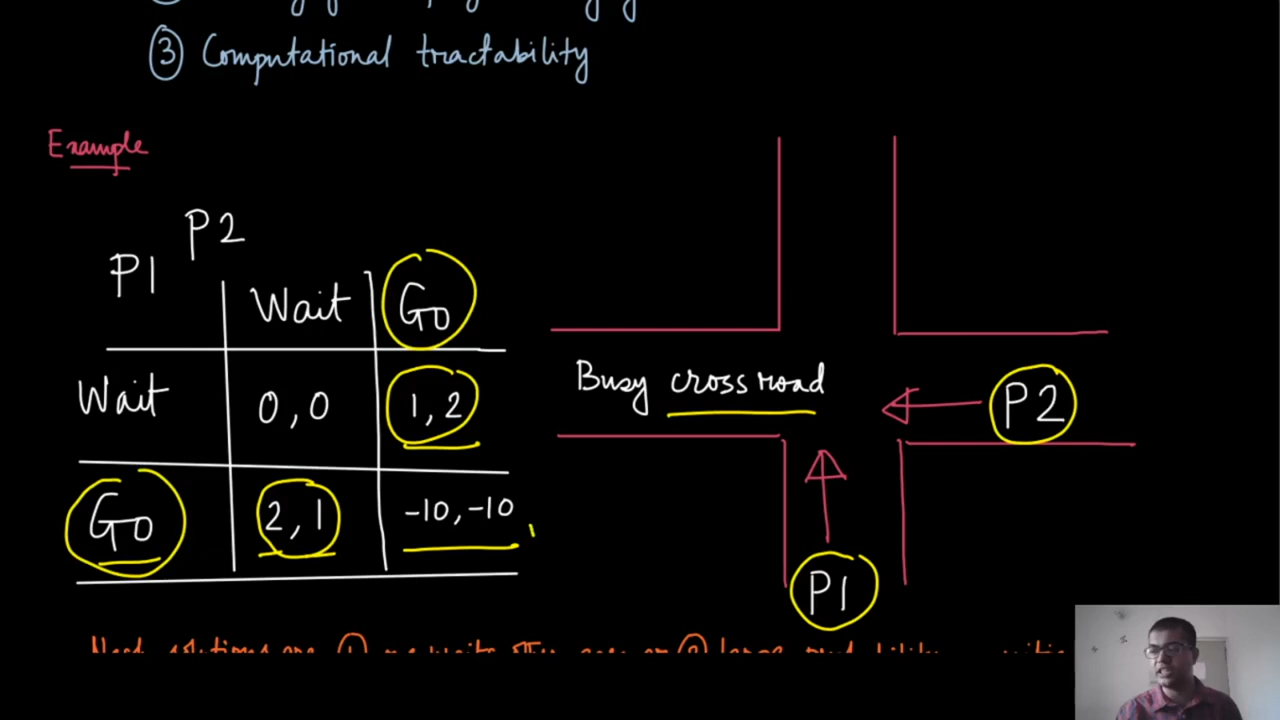 ③ Computational tractability
Example
P2
P1
Wait Go
Wait 0,0 1,2
Go 2,1 -10,-10
Busy cross road
P2
P1